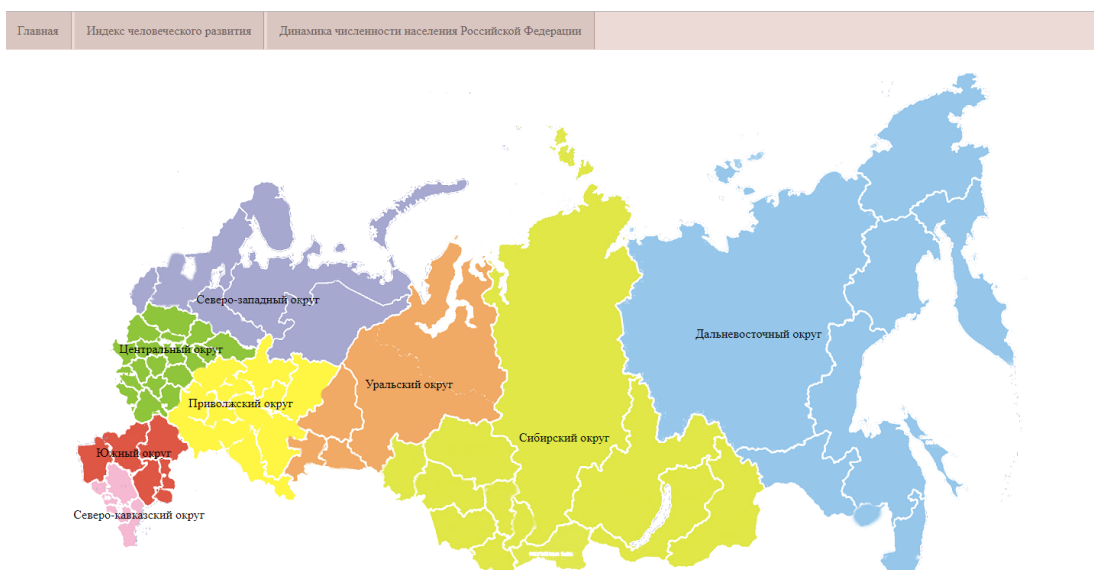 Главная
Индекс человеческого развития
Динамика численности населения Российской Федерации
Северо-западный округ
Дальневосточный округ
Центральный округ
Уральский округ
Приволжский округ
Сибирский округ
Южный округ
Северо-кавказский округ